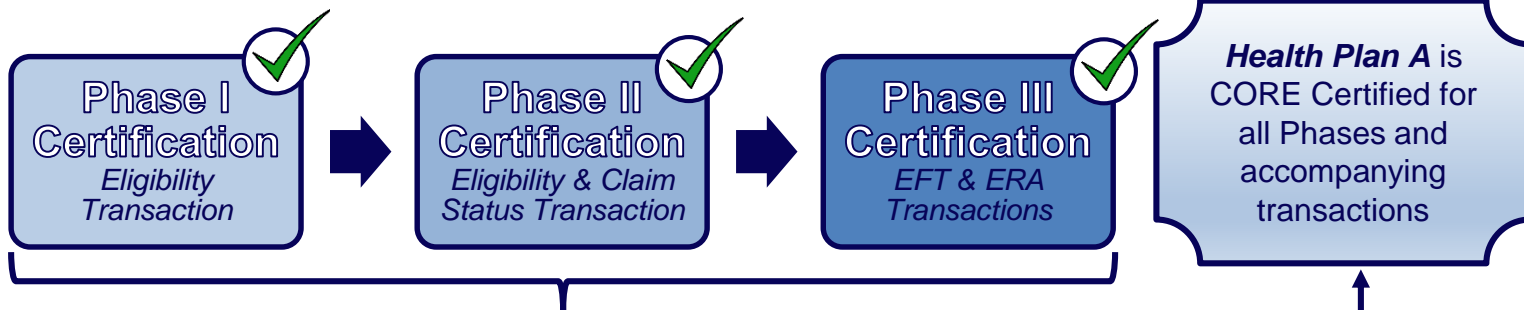 Phase I
Certification
Eligibility
Transaction
Phase II
Certification
Eligibility & Claim
Status Transaction
Phase III
Certification
EFT & ERA
Transactions
Health Plan A is
CORE Certified for
all Phases and
accompanying
transactions